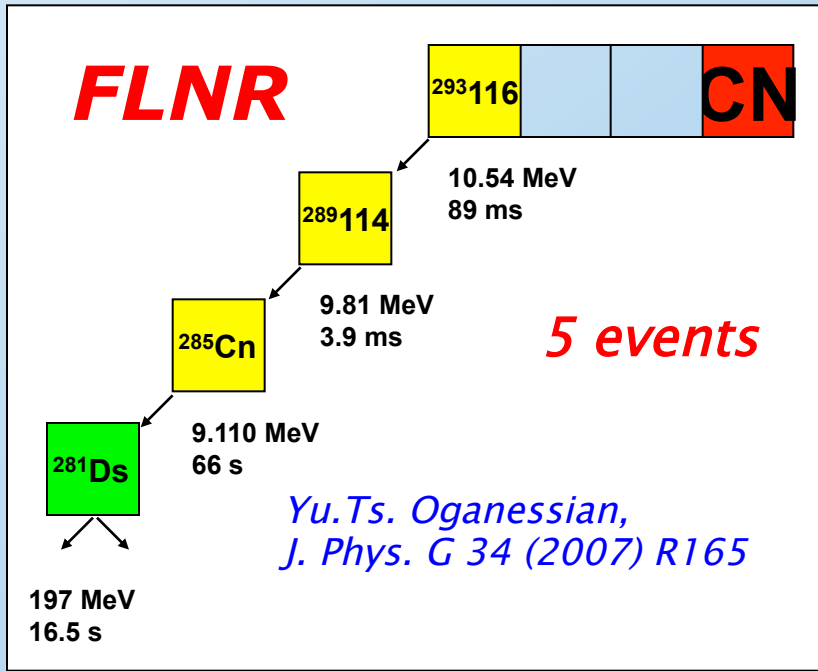 FLNR
²⁹³116
CN
10.54 MeV
89 ms
²⁸⁹114
9.81 MeV
3.9 ms
5 events
²⁸⁵Cn
9.110 MeV
66 s
²⁸¹Ds
Yu.Ts. Oganessian,
J. Phys. G 34 (2007) R165
197 MeV
16.5 s